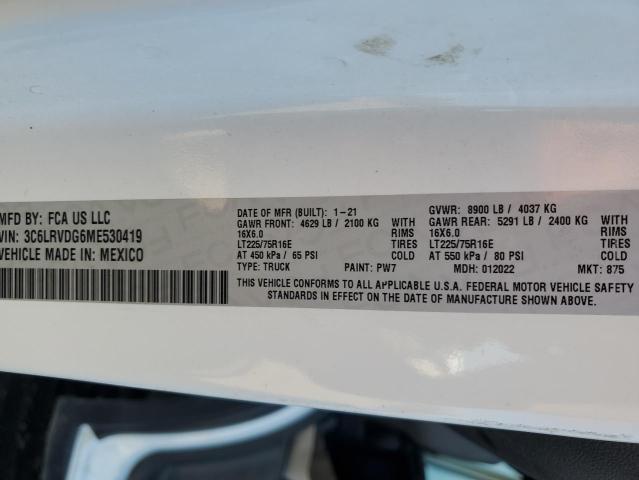 MFD BY: FCA US LLC
VIN: 3C6LRVDG6ME530419
VEHICLE MADE IN: MEXICO
DATE OF MFR (BUILT): 1-21
GAWR FRONT: 4629 LB / 2100 KG WITH
16X6.0 RIMS
LT225/75R16E TIRES
AT 450 kPa / 65 PSI COLD
TYPE: TRUCK PAINT: PW7
GVWR: 8900 LB / 4037 KG
GAWR REAR: 5291 LB / 2400 KG WITH
16X6.0 RIMS
LT225/75R16E TIRES
AT 550 kPa / 80 PSI COLD
MDH: 012022 MKT: 875
THIS VEHICLE CONFORMS TO ALL APPLICABLE U.S.A. FEDERAL MOTOR VEHICLE SAFETY
STANDARDS IN EFFECT ON THE DATE OF MANUFACTURE SHOWN ABOVE.